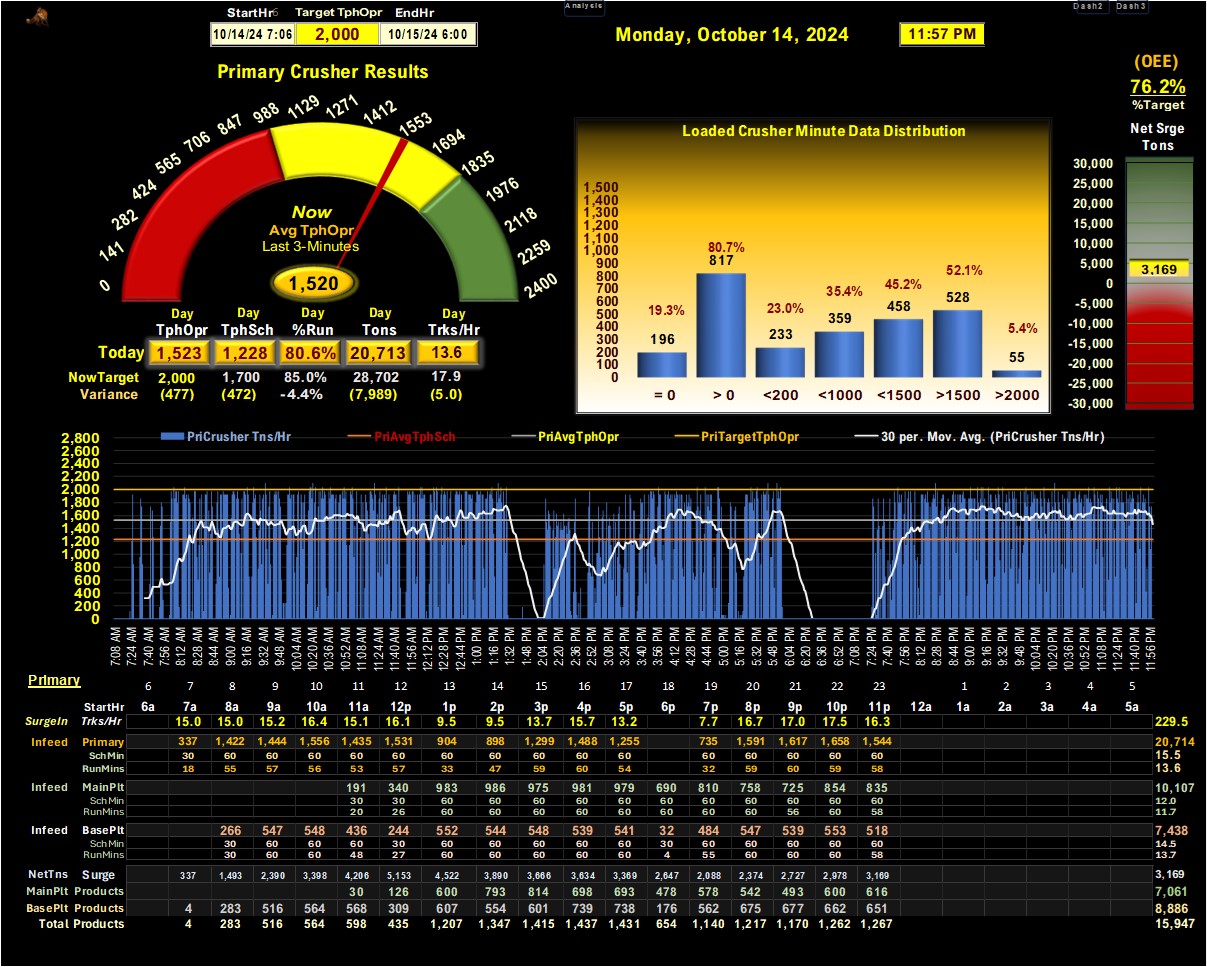 Analysis
Dash2 Dash3
StartHr6 Target TphOpr EndHr
10/14/24 7:06 2,000 10/15/24 6:00
Monday, October 14, 2024
11:57 PM
(OEE)
76.2%
%Target
Net Srge
Tons
30,000
25,000
20,000
15,000
10,000
5,000
3,169
0
-5,000
-10,000
-15,000
-20,000
-25,000
-30,000
Primary Crusher Results
0 141 282 424 565 706 847 988 1129 1271 1412 1553 1694 1835 1976 2118 2259 2400
Now
Avg TphOpr
Last 3-Minutes
1,520
Day Day Day Day Day
TphOpr TphSch %Run Tons Trks/Hr
Today 1,523 1,228 80.6% 20,713 13.6
NowTarget 2,000 1,700 85.0% 28,702 17.9
Variance (477) (472) -4.4% (7,989) (5.0)
Loaded Crusher Minute Data Distribution
1,500
1,400
1,300
1,200
1,100
1,000
900
800
700
600
500
400
300
200
100
0
19.3% 80.7% 23.0% 35.4% 45.2% 52.1% 5.4%
196 817 233 359 458 528 55
= 0 > 0 <200 <1000 <1500 >1500 >2000
PriCrusher Tns/Hr PriAvgTphSch PriAvgTphOpr PriTargetTphOpr 30 per. Mov. Avg. (PriCrusher Tns/Hr)
2,800
2,600
2,400
2,200
2,000
1,800
1,600
1,400
1,200
1,000
800
600
400
200
0
7:08 AM 7:24 AM 7:40 AM 7:56 AM 8:12 AM 8:28 AM 8:44 AM 9:00 AM 9:16 AM 9:32 AM 9:48 AM 10:04 AM 10:20 AM 10:36 AM 10:52 AM 11:08 AM 11:24 AM 11:40 AM 11:56 AM 12:12 PM 12:28 PM 12:44 PM 1:00 PM 1:16 PM 1:32 PM 1:48 PM 2:04 PM 2:20 PM 2:36 PM 2:52 PM 3:08 PM 3:24 PM 3:40 PM 3:56 PM 4:12 PM 4:28 PM 4:44 PM 5:00 PM 5:16 PM 5:32 PM 5:48 PM 6:04 PM 6:20 PM 6:36 PM 6:52 PM 7:08 PM 7:24 PM 7:40 PM 7:56 PM 8:12 PM 8:28 PM 8:44 PM 9:00 PM 9:16 PM 9:32 PM 9:48 PM 10:04 PM 10:20 PM 10:36 PM 10:52 PM 11:08 PM 11:24 PM 11:40 PM 11:56 PM
Primary
6 7 8 9 10 11 12 13 14 15 16 17 18 19 20 21 22 23 1 2 3 4 5
StartHr 6a 7a 8a 9a 10a 11a 12p 1p 2p 3p 4p 5p 6p 7p 8p 9p 10p 11p 12a 1a 2a 3a 4a 5a
SurgeIn Trks/Hr 15.0 15.0 15.2 16.4 15.1 16.1 9.5 9.5 13.7 15.7 13.2 7.7 16.7 17.0 17.5 16.3 229.5
Infeed Primary 337 1,422 1,444 1,556 1,435 1,531 904 898 1,299 1,488 1,255 735 1,591 1,617 1,658 1,544 20,714
SchMin 30 60 60 60 60 60 60 60 60 60 60 60 60 60 60 60 15.5
RunMins 18 55 57 56 53 57 33 47 59 60 54 32 59 60 59 58 13.6
Infeed MainPlt 191 340 983 986 975 981 979 690 810 758 725 854 835 10,107
SchMin 30 30 60 60 60 60 60 60 60 60 60 60 60 12.0
RunMins 20 26 60 60 60 60 60 60 60 60 56 60 58 11.7
Infeed BasePlt 266 547 548 436 244 552 544 548 539 541 32 484 547 539 553 518 7,438
SchMin 30 60 60 60 30 60 60 60 60 60 30 60 60 60 60 60 14.5
RunMins 30 60 60 48 27 60 60 60 60 60 4 55 60 60 60 58 13.7
NetTns Surge 337 1,493 2,390 3,398 4,206 5,153 4,522 3,890 3,666 3,634 3,369 2,647 2,088 2,374 2,727 2,978 3,169 3,169
MainPlt Products 30 126 600 793 814 698 693 478 578 542 493 600 616 7,061
BasePlt Products 4 283 516 564 568 309 607 554 601 739 738 176 562 675 677 662 651 8,886
Total Products 4 283 516 564 598 435 1,207 1,347 1,415 1,437 1,431 654 1,140 1,217 1,170 1,262 1,267 15,947